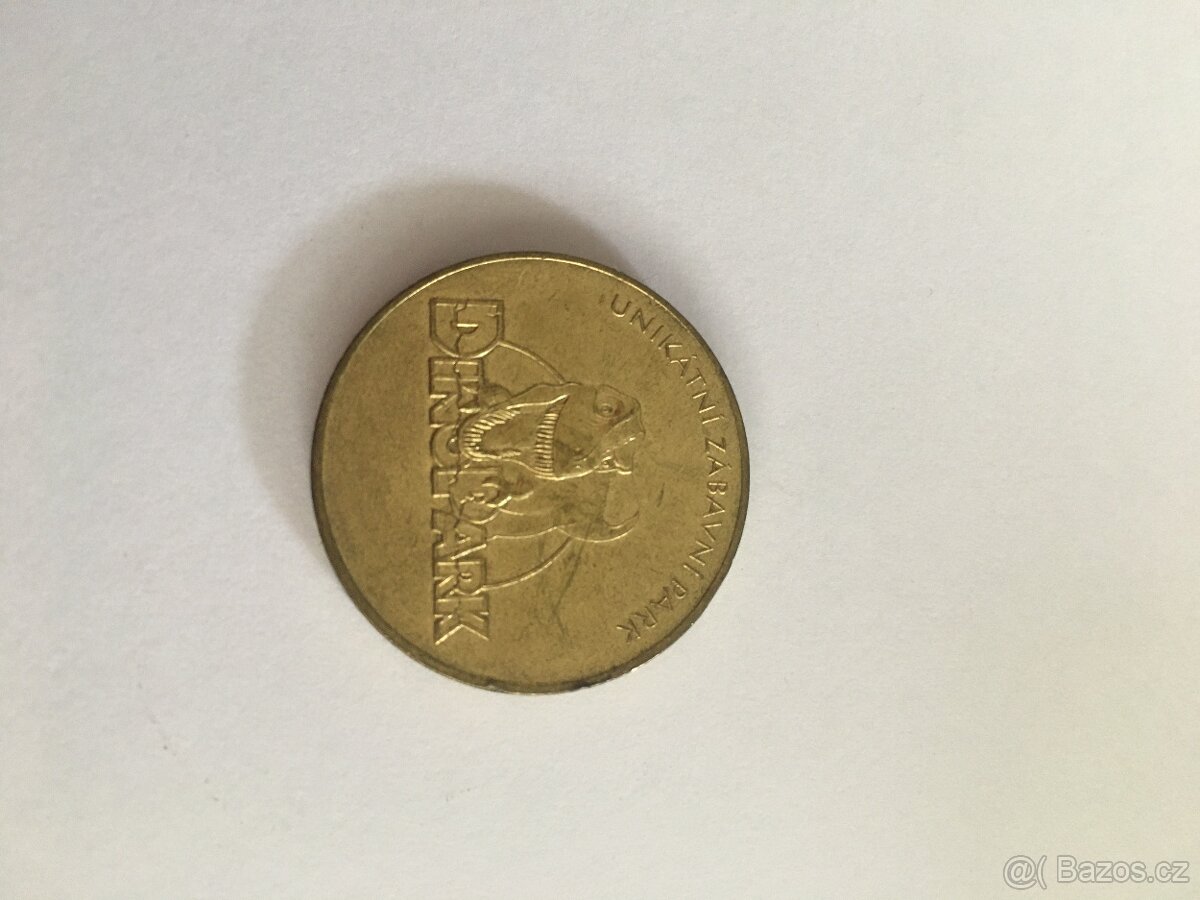 UNIKÁTNÍ ZÁBAVNÍ PARK
DINOPARK
@( Bazos.cz